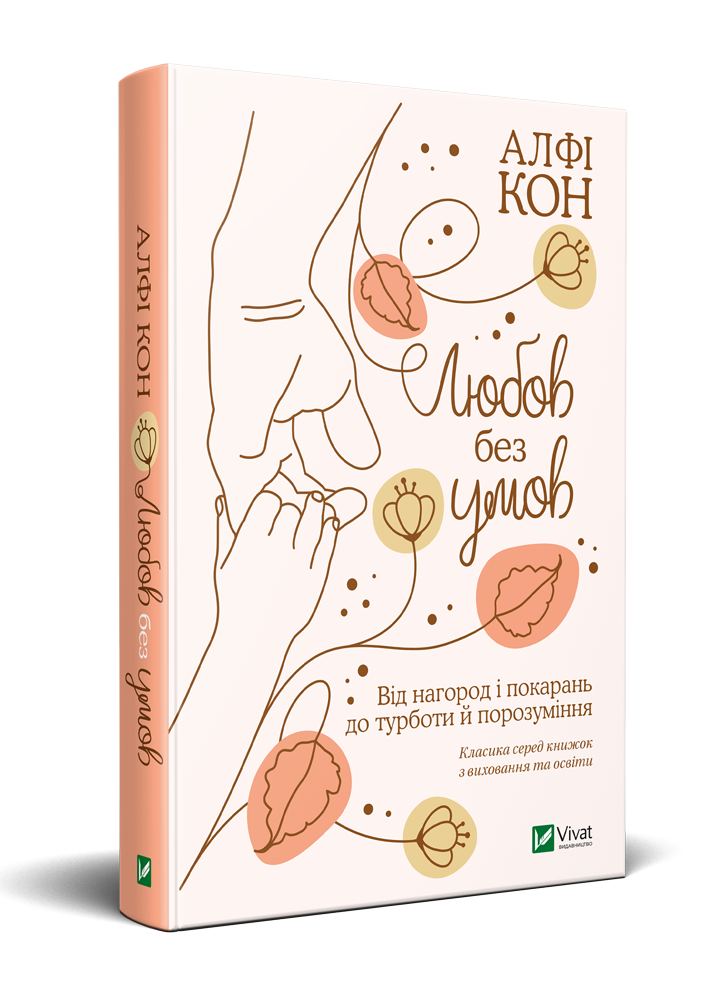 АЛФІ
КОН
Любов
без
умов
Від нагород і покарань
до турботи й порозуміння
Класика серед книжок
з виховання та освіти
Vivat
ВИДАВНИЦТВО
АЛФІ КОН Любов без умов